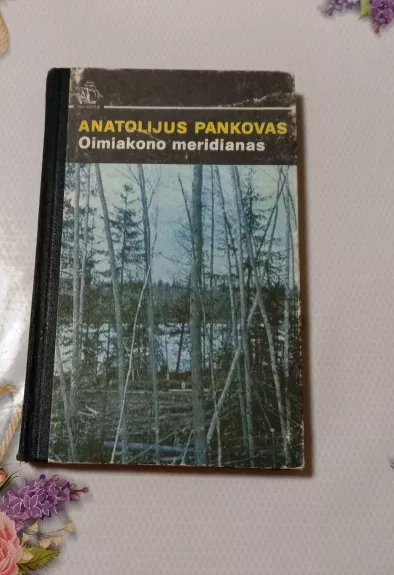 ANATOLIJUS PANKOVAS
Oimiakono meridianas